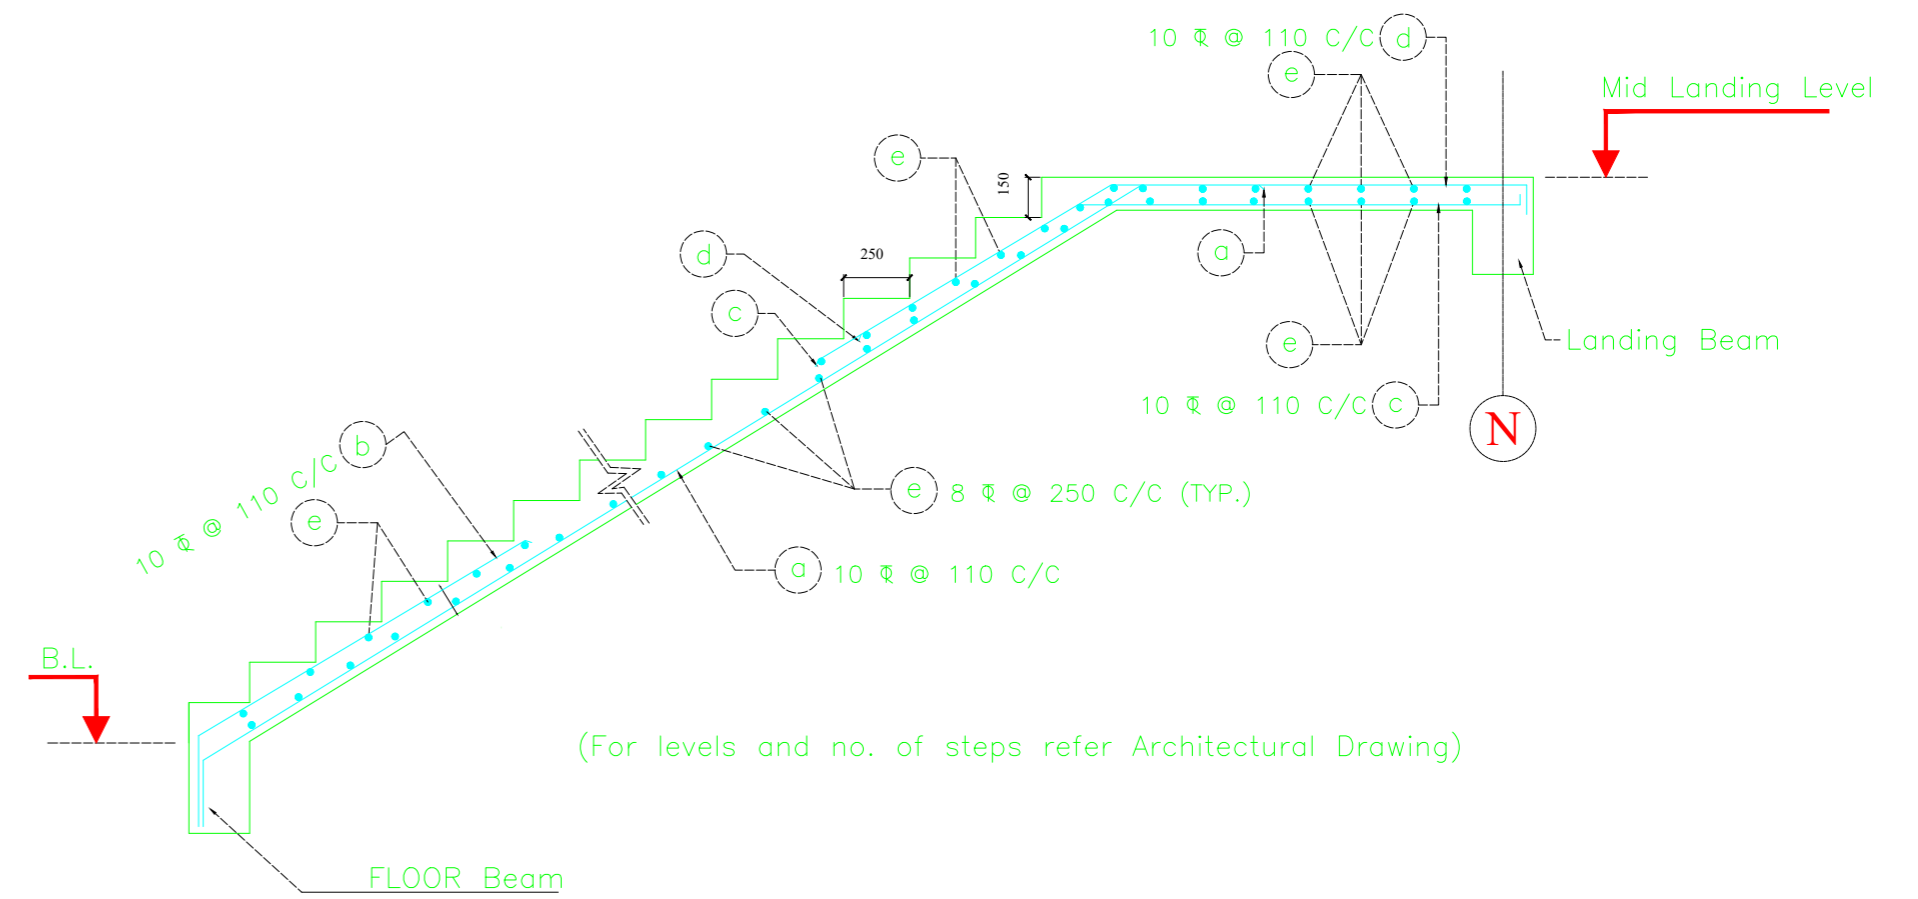 10 Φ @ 110 C/C d
e
Mid Landing Level
e
150
d
250
a
c
e
Landing Beam
10 Φ @ 110 C/C c
N
10 Φ @ 110 C/C b
e 8 Φ @ 250 C/C (TYP.)
e
a 10 Φ @ 110 C/C
B.L.
(For levels and no. of steps refer Architectural Drawing)
FLOOR Beam